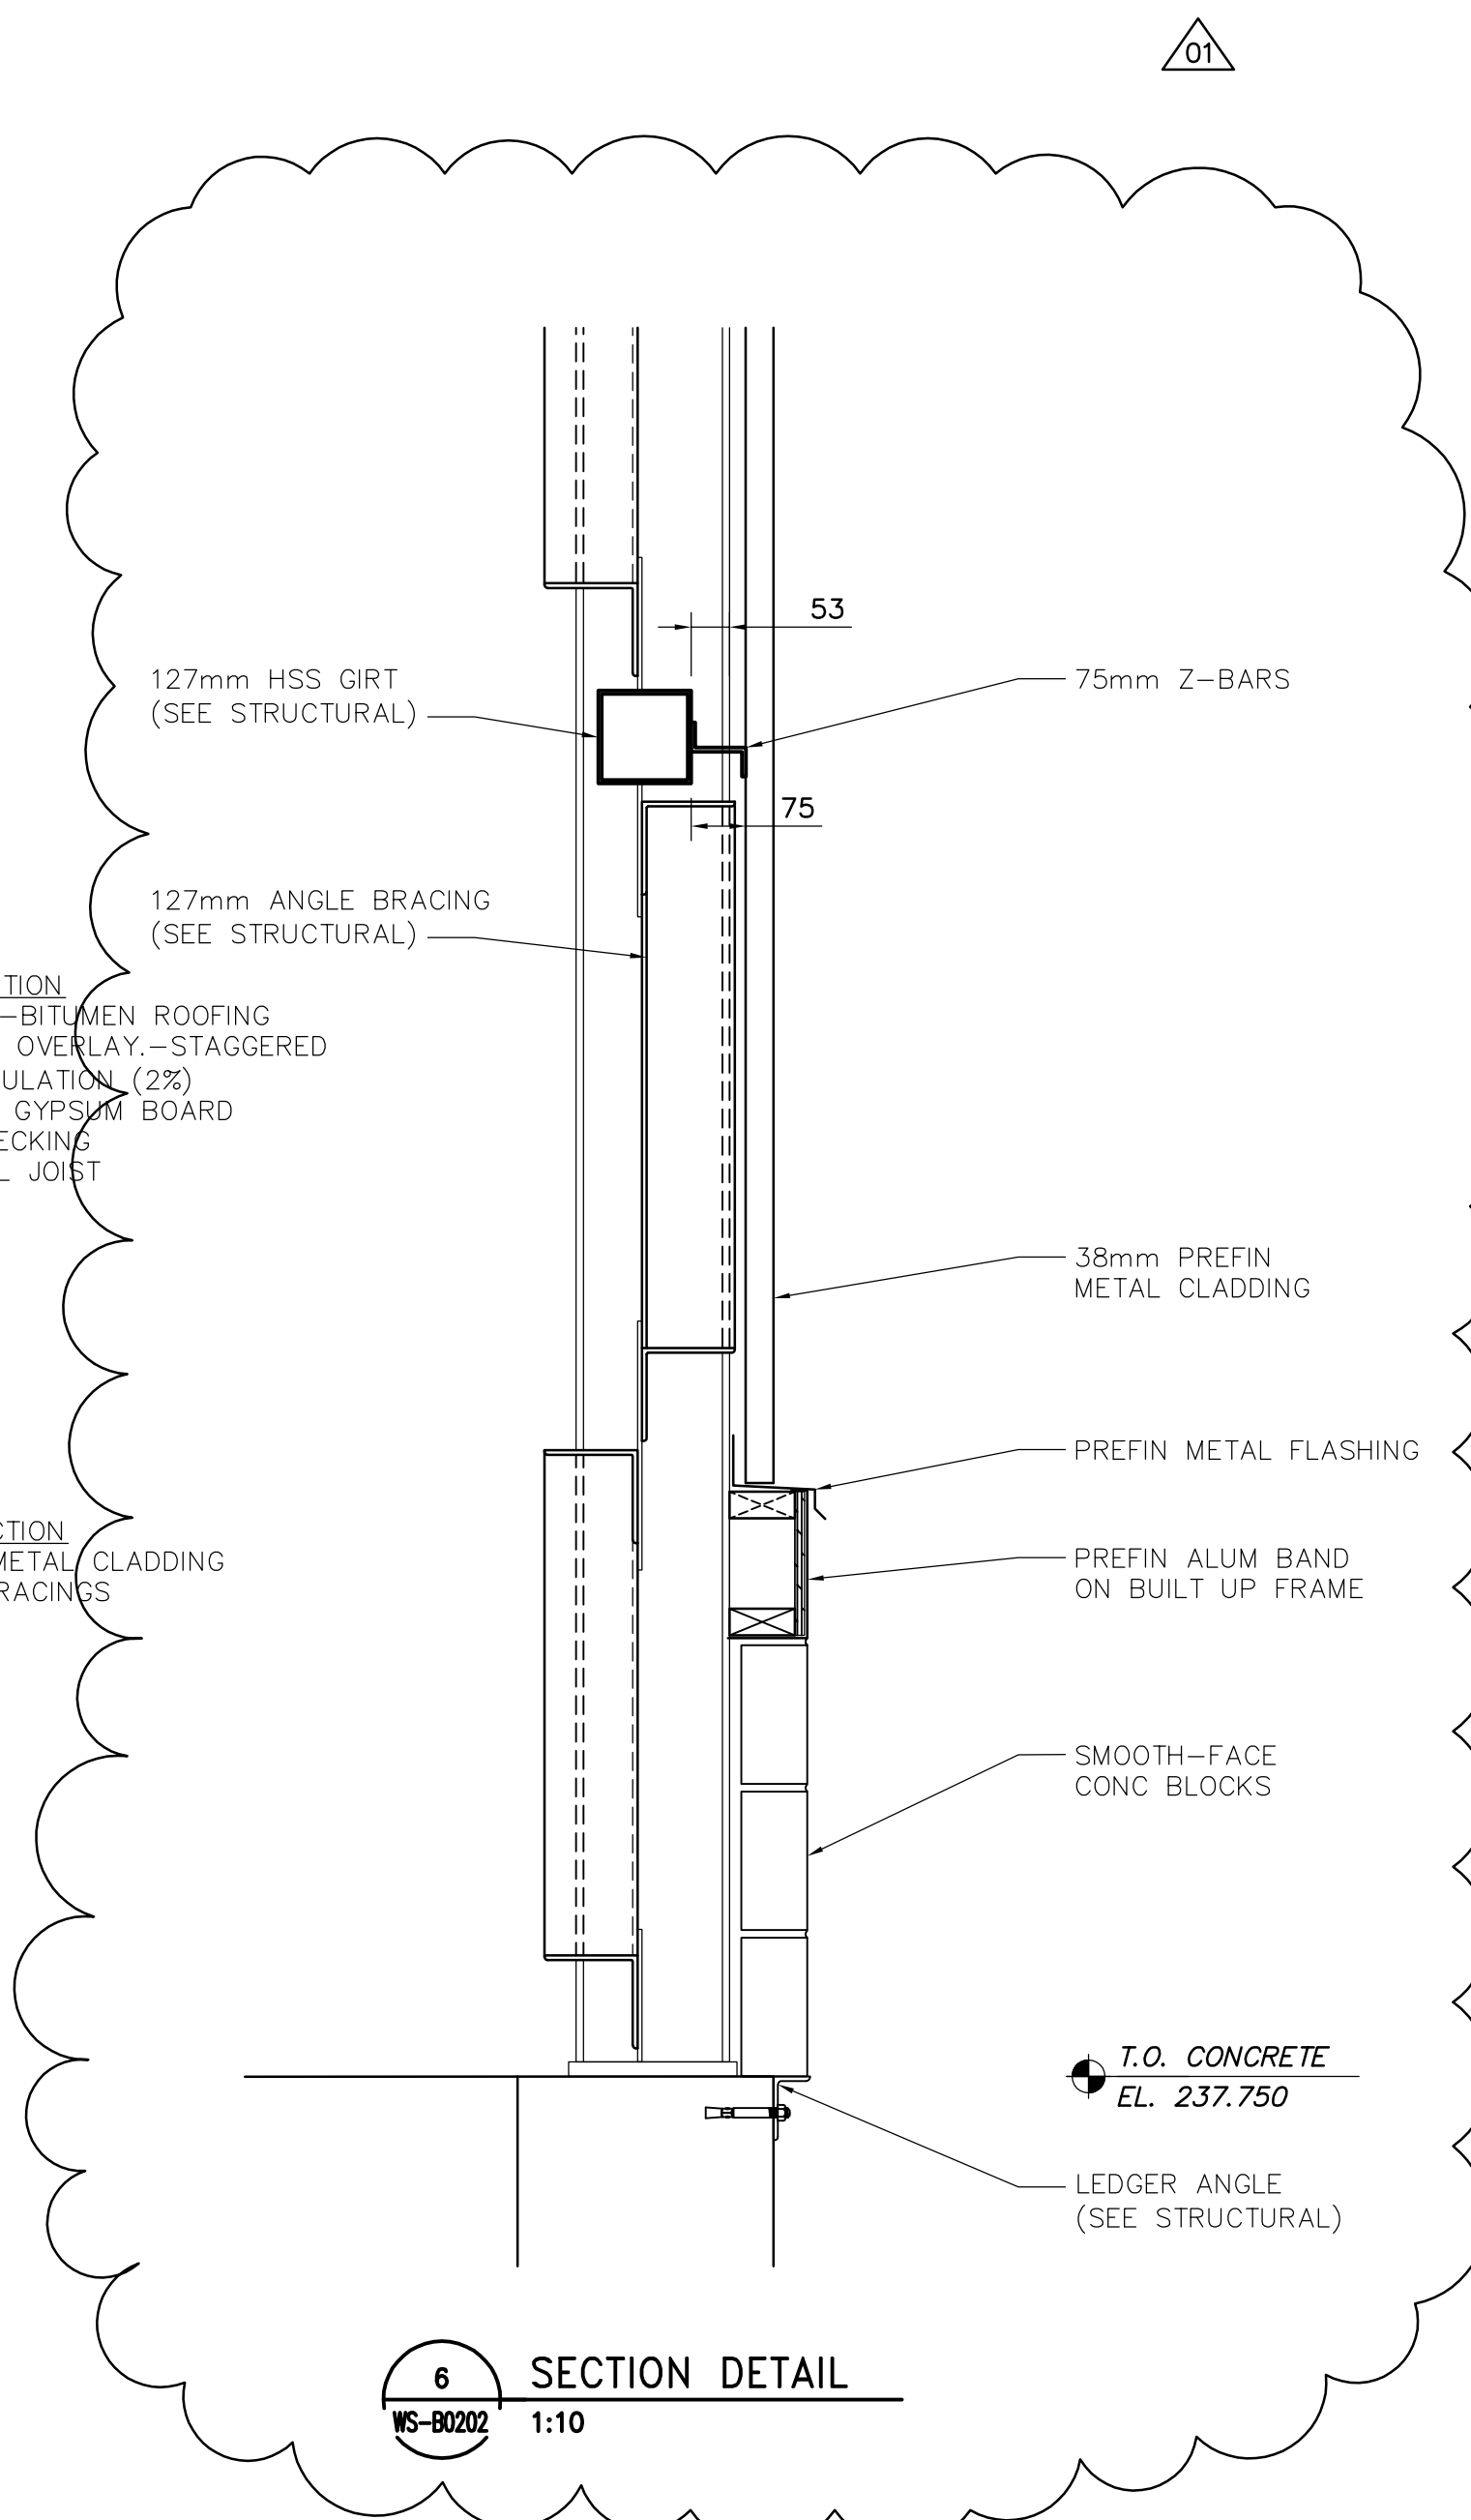 01
53
127mm HSS GIRT
(SEE STRUCTURAL)
75mm Z-BARS
75
127mm ANGLE BRACING
(SEE STRUCTURAL)
TION
-BITUMEN ROOFING
OVERLAY.-STAGGERED
ULATION (2%)
GYPSUM BOARD
ECKING
L JOIST
38mm PREFIN
METAL CLADDING
PREFIN METAL FLASHING
CTION
METAL CLADDING
RACINGS
PREFIN ALUM BAND
ON BUILT UP FRAME
SMOOTH-FACE
CONC BLOCKS
T.O. CONCRETE
EL. 237.750
LEDGER ANGLE
(SEE STRUCTURAL)
6
WS-B0202
SECTION DETAIL
1:10